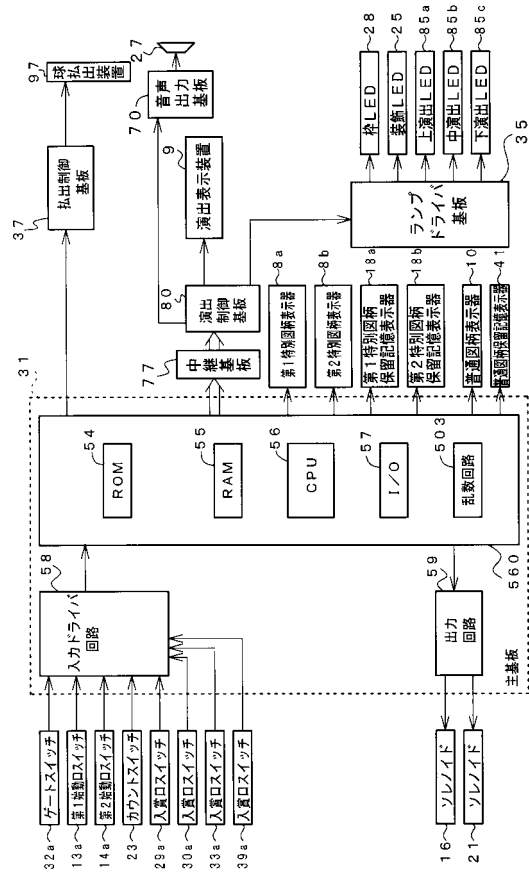 31
97
球払出装置
37
払出制御
基板
27
70
音声
出力
基板
9
演出表示装置
80
演出
制御
基板
77
中継基板
28
枠LED
25
装飾LED
85a
上演出LED
85b
中演出LED
85c
下演出LED
ランプ
ドライバ
基板
35
8a
第1特別図柄表示器
8b
第2特別図柄表示器
18a
第1特別図柄
保留記憶表示器
18b
第2特別図柄
保留記憶表示器
10
普通図柄表示器
41
普通図柄保留記憶表示器
54
ROM
55
RAM
56
CPU
57
I/O
503
乱数回路
560
58
入力ドライバ
回路
59
出力
回路
主基板
32a
ゲートスイッチ
13a
第1始動口スイッチ
14a
第2始動口スイッチ
23
カウントスイッチ
29a
入賞口スイッチ
30a
入賞口スイッチ
33a
入賞口スイッチ
39a
入賞口スイッチ
16
ソレノイド
21
ソレノイド